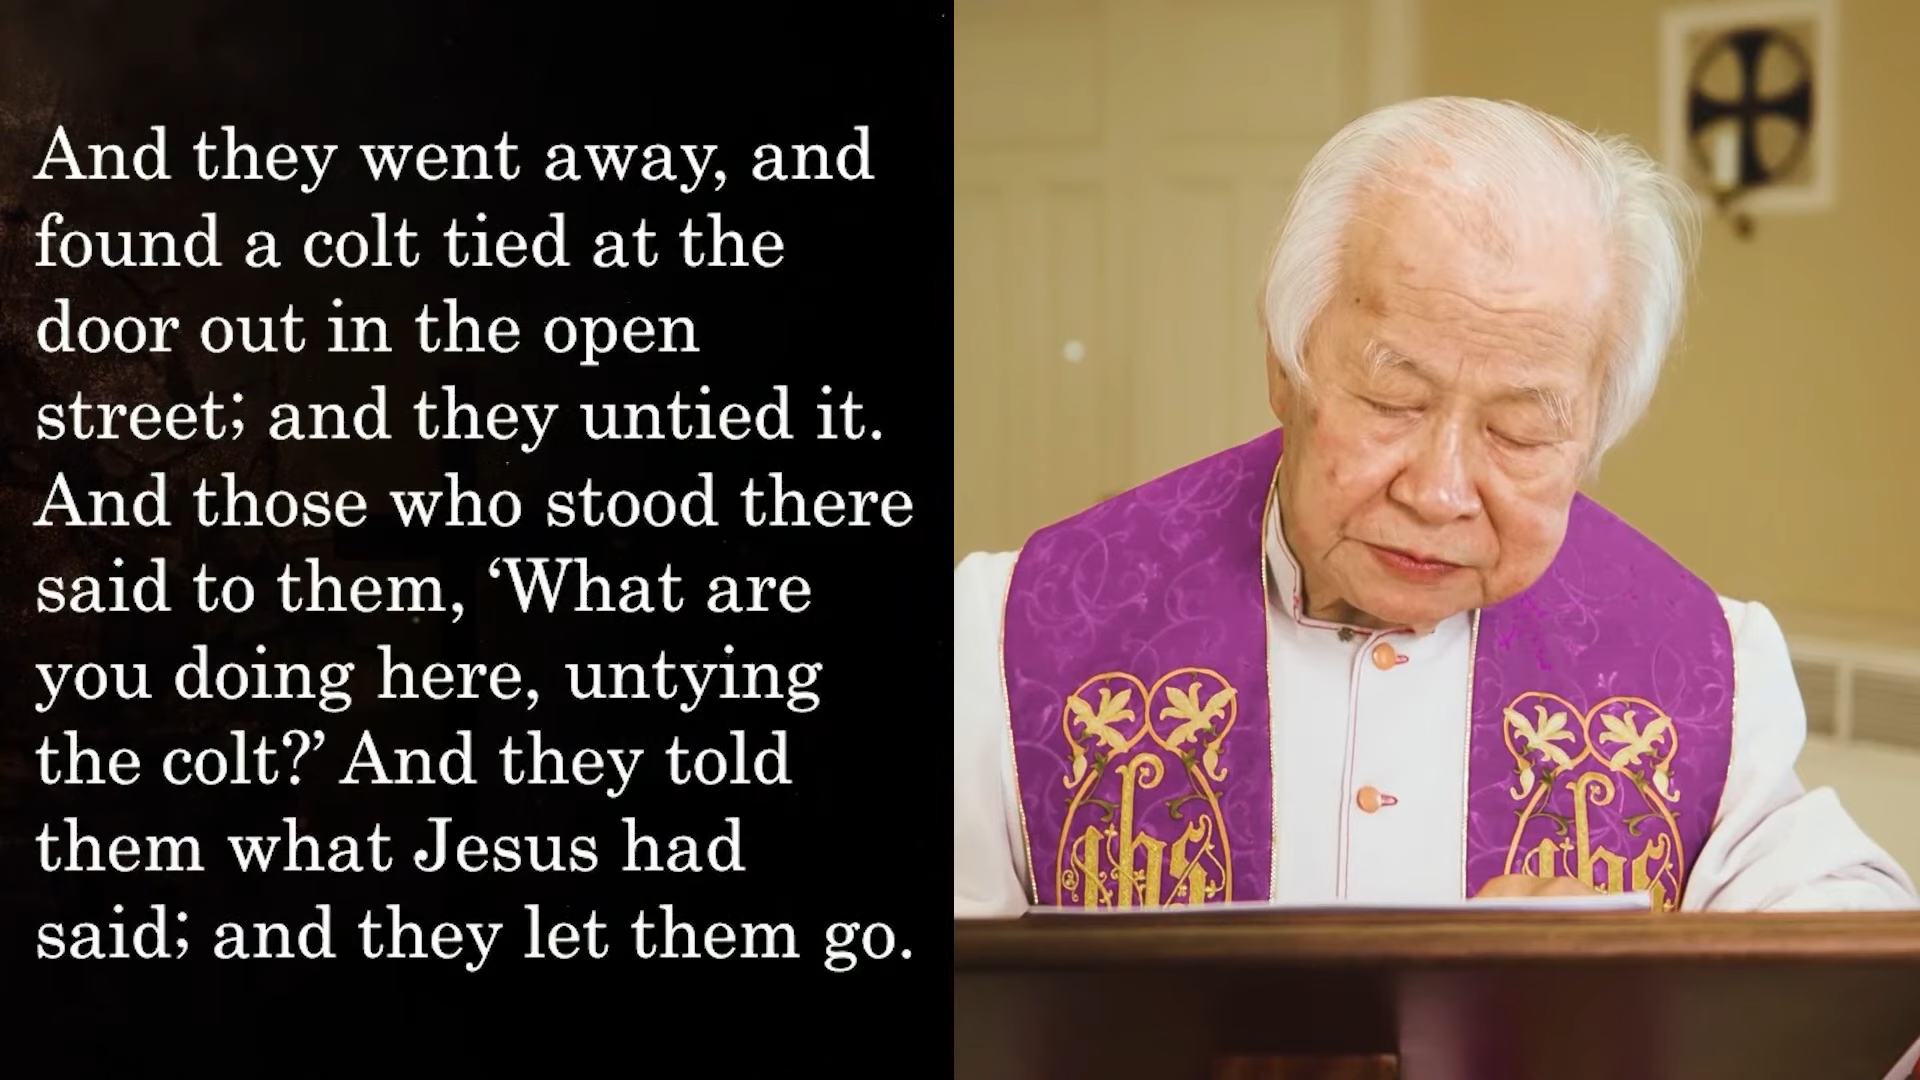 And they went away, and
found a colt tied at the
door out in the open
street; and they untied it.
And those who stood there
said to them, ‘What are
you doing here, untying
the colt?’ And they told
them what Jesus had
said; and they let them go.
ihs
ihs